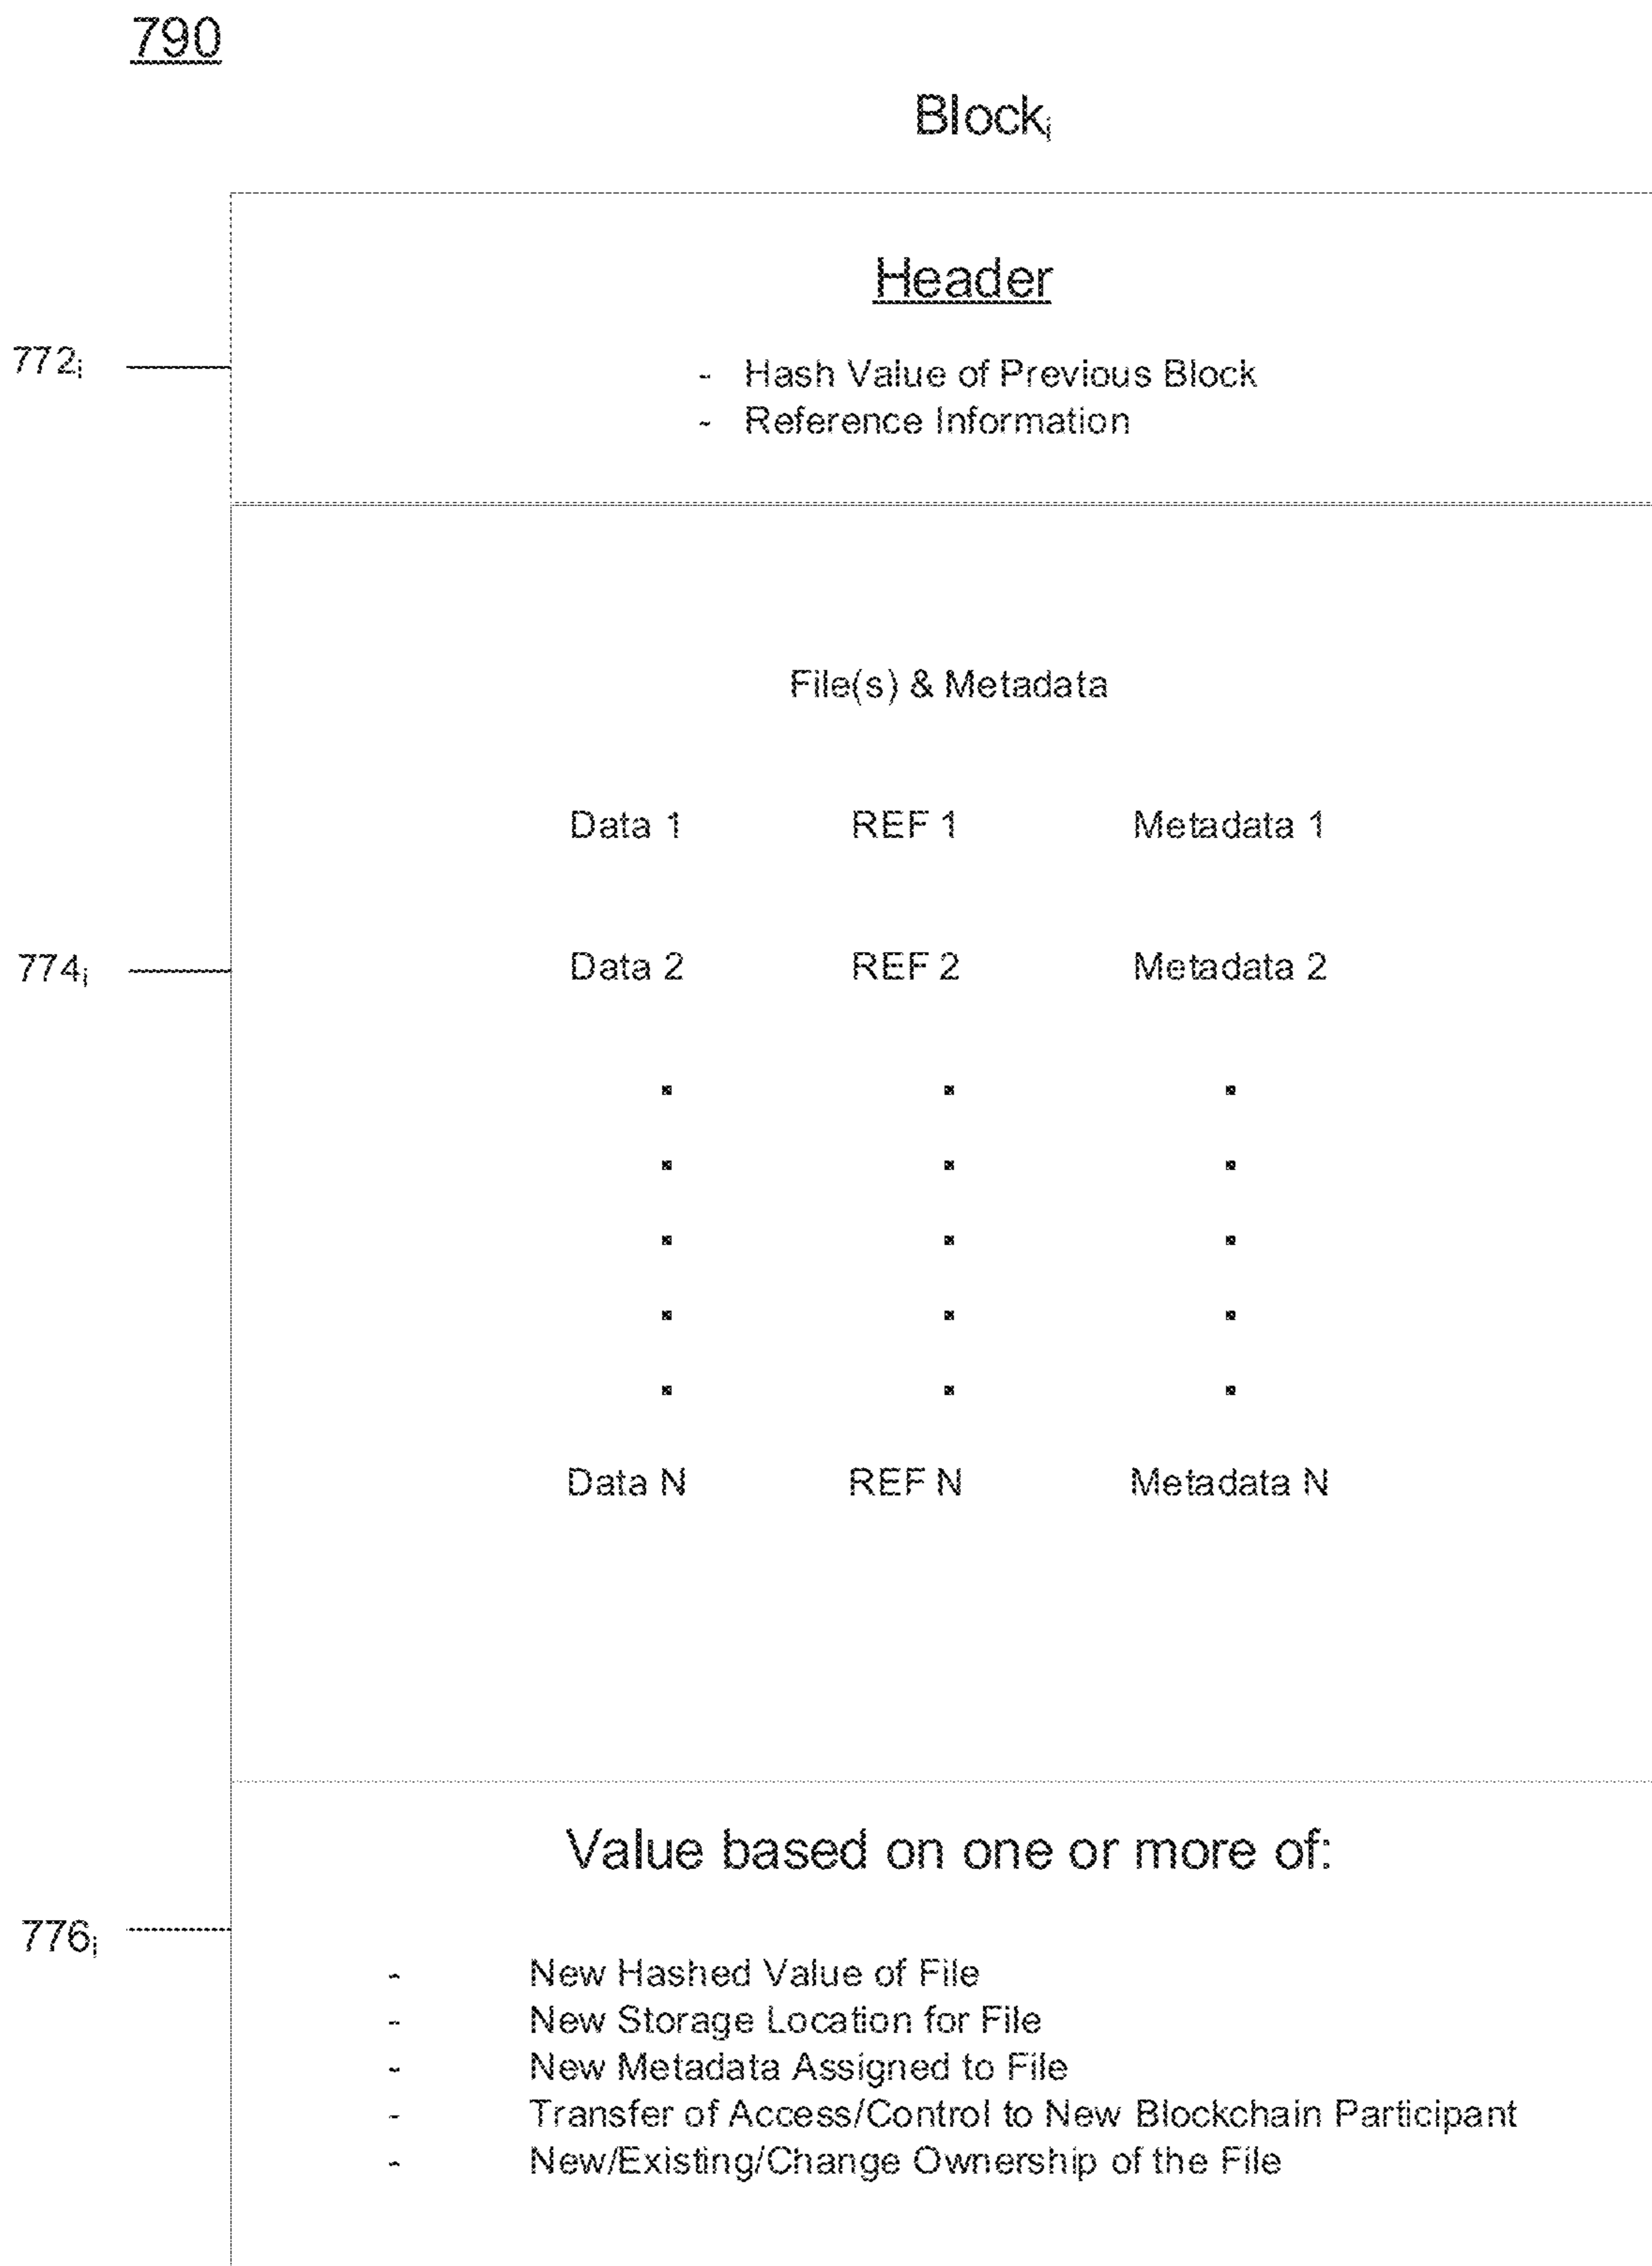 790
Blockᵢ
Header
772ᵢ
- Hash Value of Previous Block
- Reference Information
File(s) & Metadata
Data 1 REF 1 Metadata 1
774ᵢ
Data 2 REF 2 Metadata 2
Data N REF N Metadata N
Value based on one or more of:
776ᵢ
- New Hashed Value of File
- New Storage Location for File
- New Metadata Assigned to File
- Transfer of Access/Control to New Blockchain Participant
- New/Existing/Change Ownership of the File